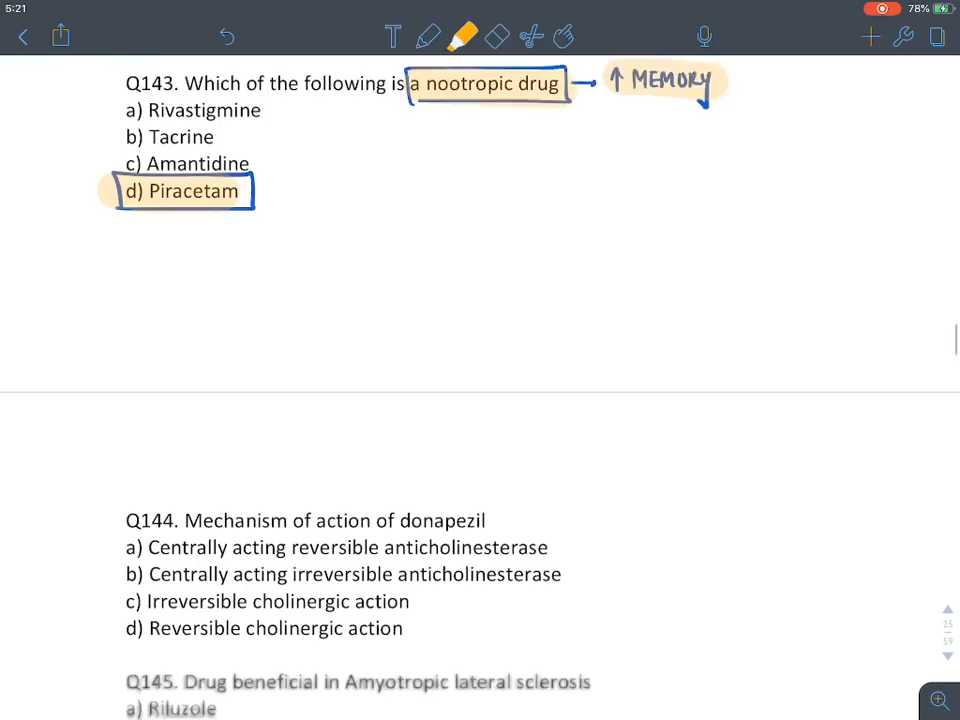 5:21
78%
Q143. Which of the following is a nootropic drug → ↑ MEMORY
a) Rivastigmine
b) Tacrine
c) Amantidine
d) Piracetam
Q144. Mechanism of action of donapezil
a) Centrally acting reversible anticholinesterase
b) Centrally acting irreversible anticholinesterase
c) Irreversible cholinergic action
d) Reversible cholinergic action
25
59
Q145. Drug beneficial in Amyotropic lateral sclerosis
a) Riluzole